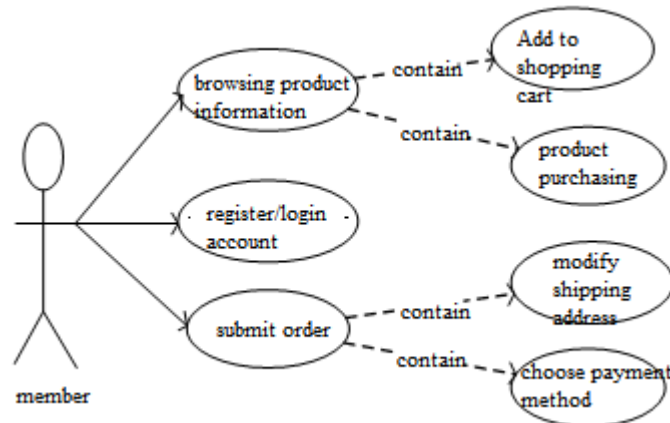 Add to
shopping
cart
contain
browsing product
information
contain
product
purchasing
register/login
account
modify
shipping
address
contain
submit order
contain
choose payment
method
member